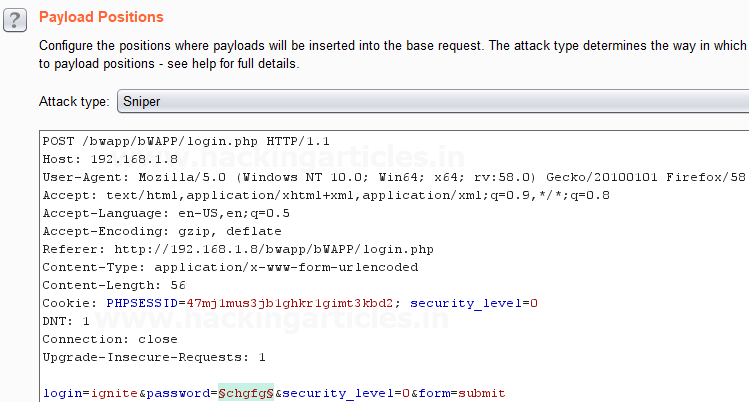 ?
Payload Positions
Configure the positions where payloads will be inserted into the base request. The attack type determines the way in which
to payload positions - see help for full details.
Attack type: Sniper
POST /bwapp/bWAPP/login.php HTTP/1.1
www.hackingarticles.in
Host: 192.168.1.8
User-Agent: Mozilla/5.0 (Windows NT 10.0; Win64; x64; rv:58.0) Gecko/20100101 Firefox/58
Accept: text/html,application/xhtml+xml,application/xml;q=0.9,*/*;q=0.8
Accept-Language: en-US,en;q=0.5
Accept-Encoding: gzip, deflate
Referer: http://192.168.1.8/bwapp/bWAPP/login.php
Content-Type: application/x-www-form-urlencoded
Content-Length: 56
Cookie: PHPSESSID=47mj1mus3jb1ghkr1gimt3kbd2; security_level=0
DNT: 1
www.hackingarticles.in
Connection: close
Upgrade-Insecure-Requests: 1
login=ignite&password=§chgfg§&security_level=0&form=submit